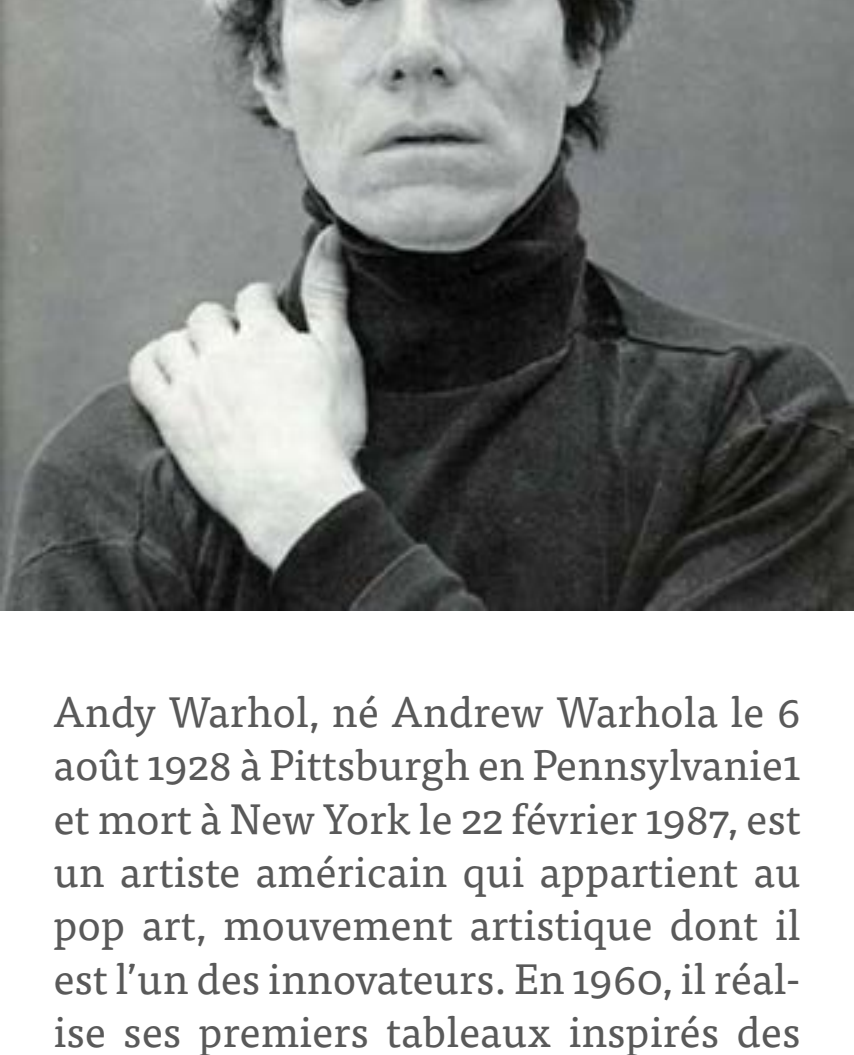 Andy Warhol, né Andrew Warhola le 6
août 1928 à Pittsburgh en Pennsylvanie1
et mort à New York le 22 février 1987, est
un artiste américain qui appartient au
pop art, mouvement artistique dont il
est l’un des innovateurs. En 1960, il réal-
ise ses premiers tableaux inspirés des